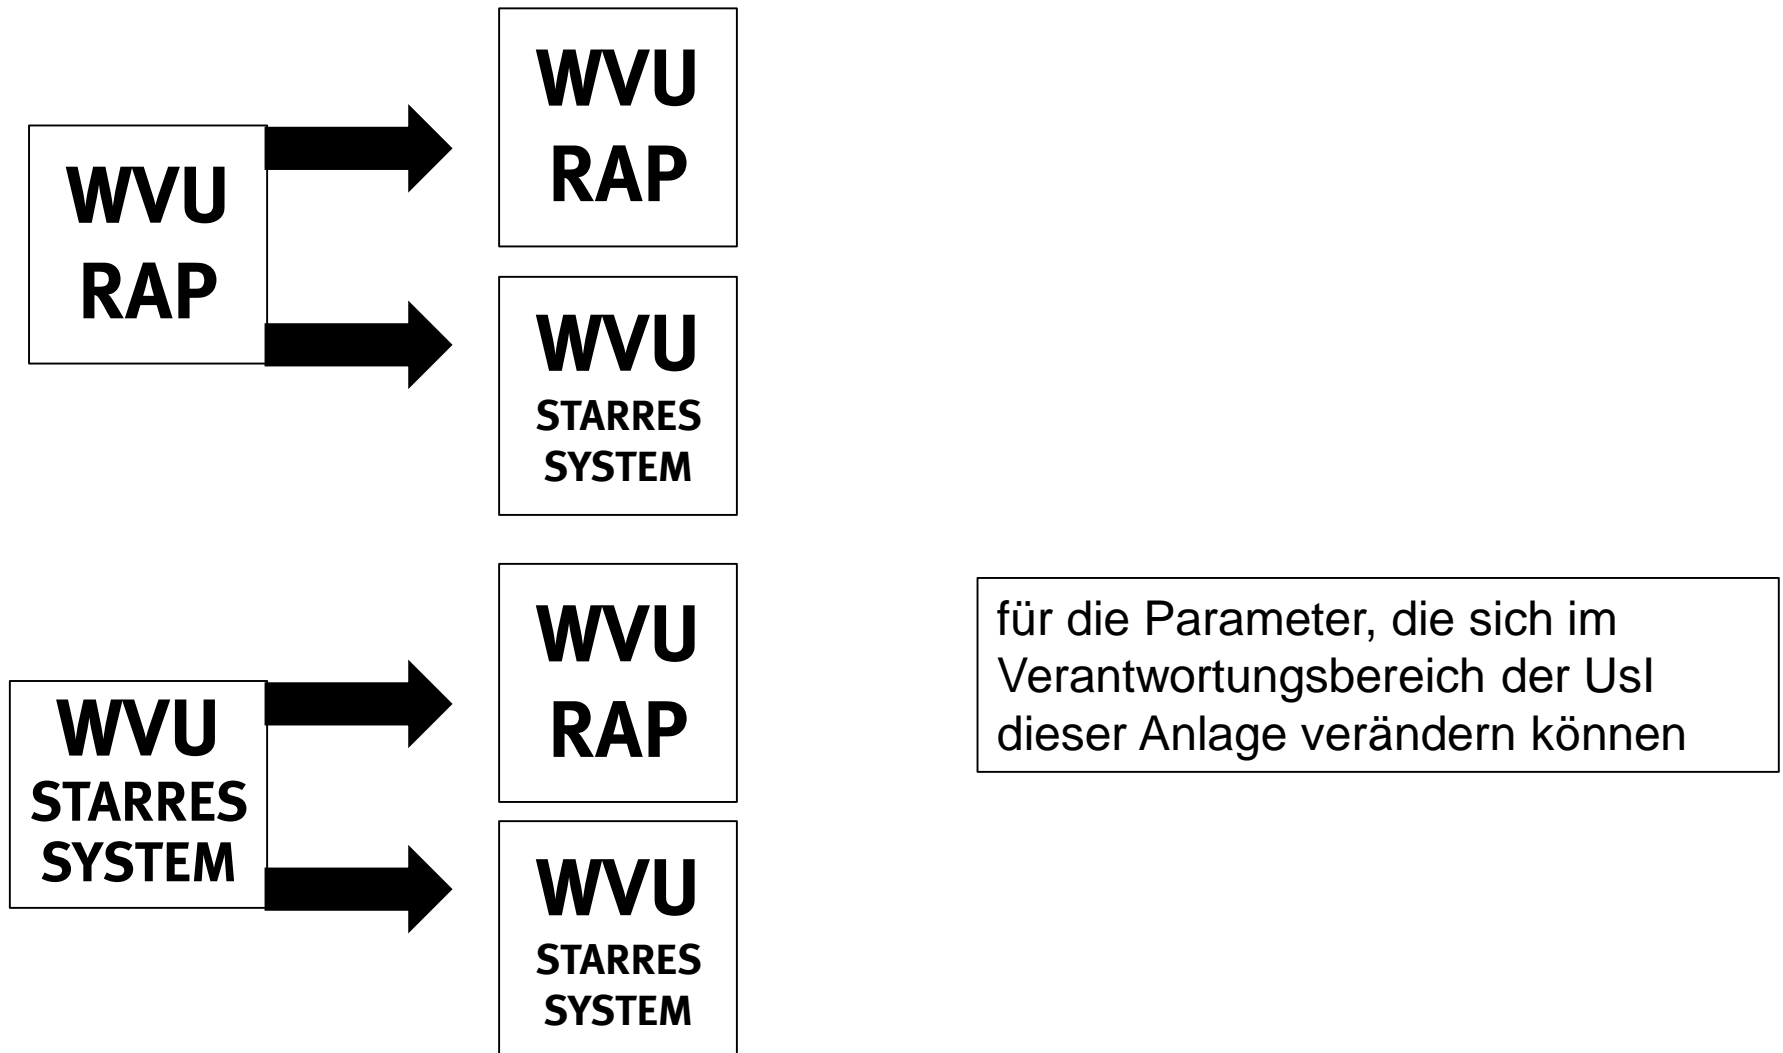 WVU
RAP
WVU
RAP
WVU
STARRES
SYSTEM
WVU
STARRES
SYSTEM
WVU
RAP
WVU
STARRES
SYSTEM
für die Parameter, die sich im
Verantwortungsbereich der UsI
dieser Anlage verändern können